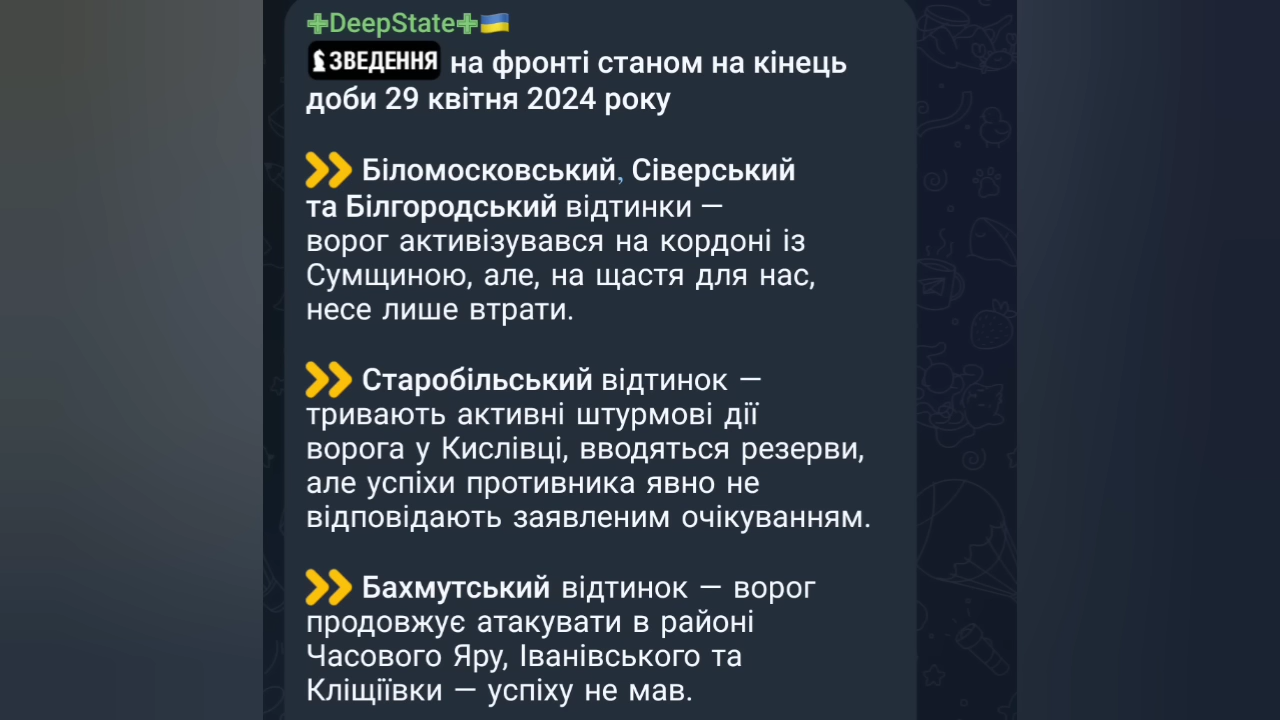 DeepState
ЗВЕДЕННЯ на фронті станом на кінець
доби 29 квітня 2024 року
Біломосковський, Сіверський
та Білгородський відтинки —
ворог активізувався на кордоні із
Сумщиною, але, на щастя для нас,
несе лише втрати.
Старобільський відтинок —
тривають активні штурмові дії
ворога у Кислівці, вводяться резерви,
але успіхи противника явно не
відповідають заявленим очікуванням.
Бахмутський відтинок — ворог
продовжує атакувати в районі
Часового Яру, Іванівського та
Кліщіївки — успіху не мав.